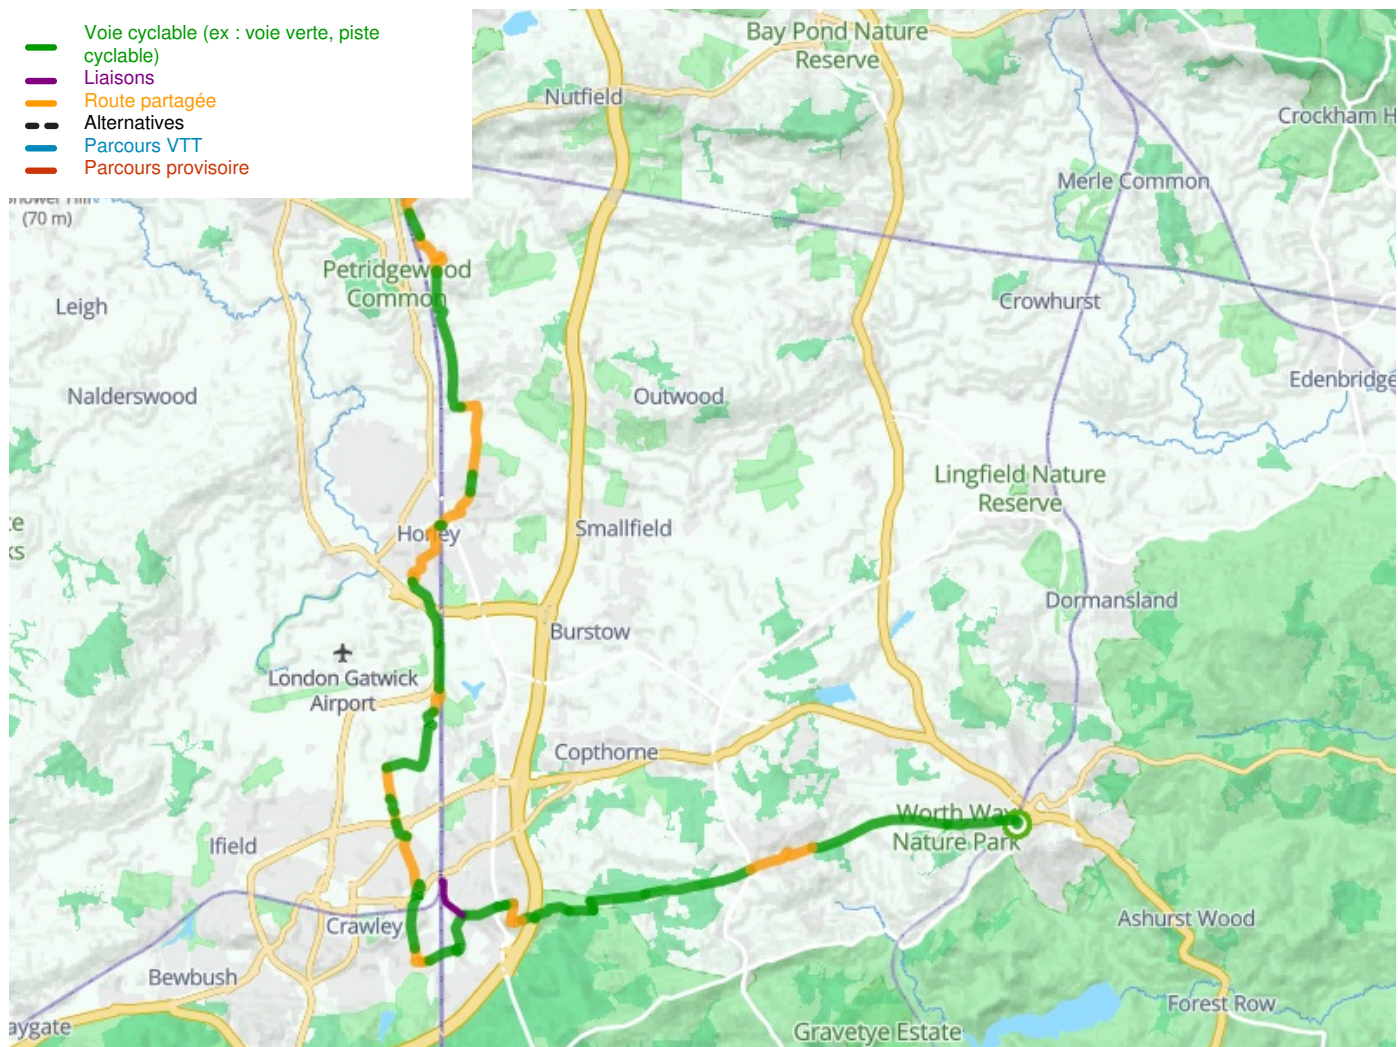 Voie cyclable (ex : voie verte, piste
cyclable)
Liaisons
Route partagée
Alternatives
Parcours VTT
Parcours provisoire
Bay Pond Nature
Reserve
Nutfield
Crockham H
Merle Common
(70 m)
Petridgewood
Common
Leigh
Crowhurst
Nalderswood
Outwood
Edenbridge
Lingfield Nature
Reserve
Smallfield
Horley
Dormansland
Burstow
London Gatwick
Airport
Copthorne
Worth Way
Nature Park
Ifield
Crawley
Ashurst Wood
Bewbush
Forest Row
aygate
Gravetye Estate